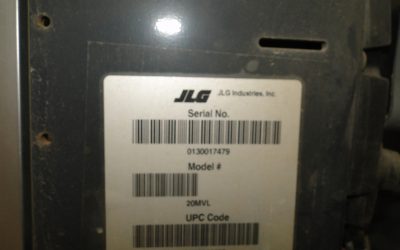 JLG JLG Industries, Inc.
Serial No.
0130017479
Model #
20MVL
UPC Code